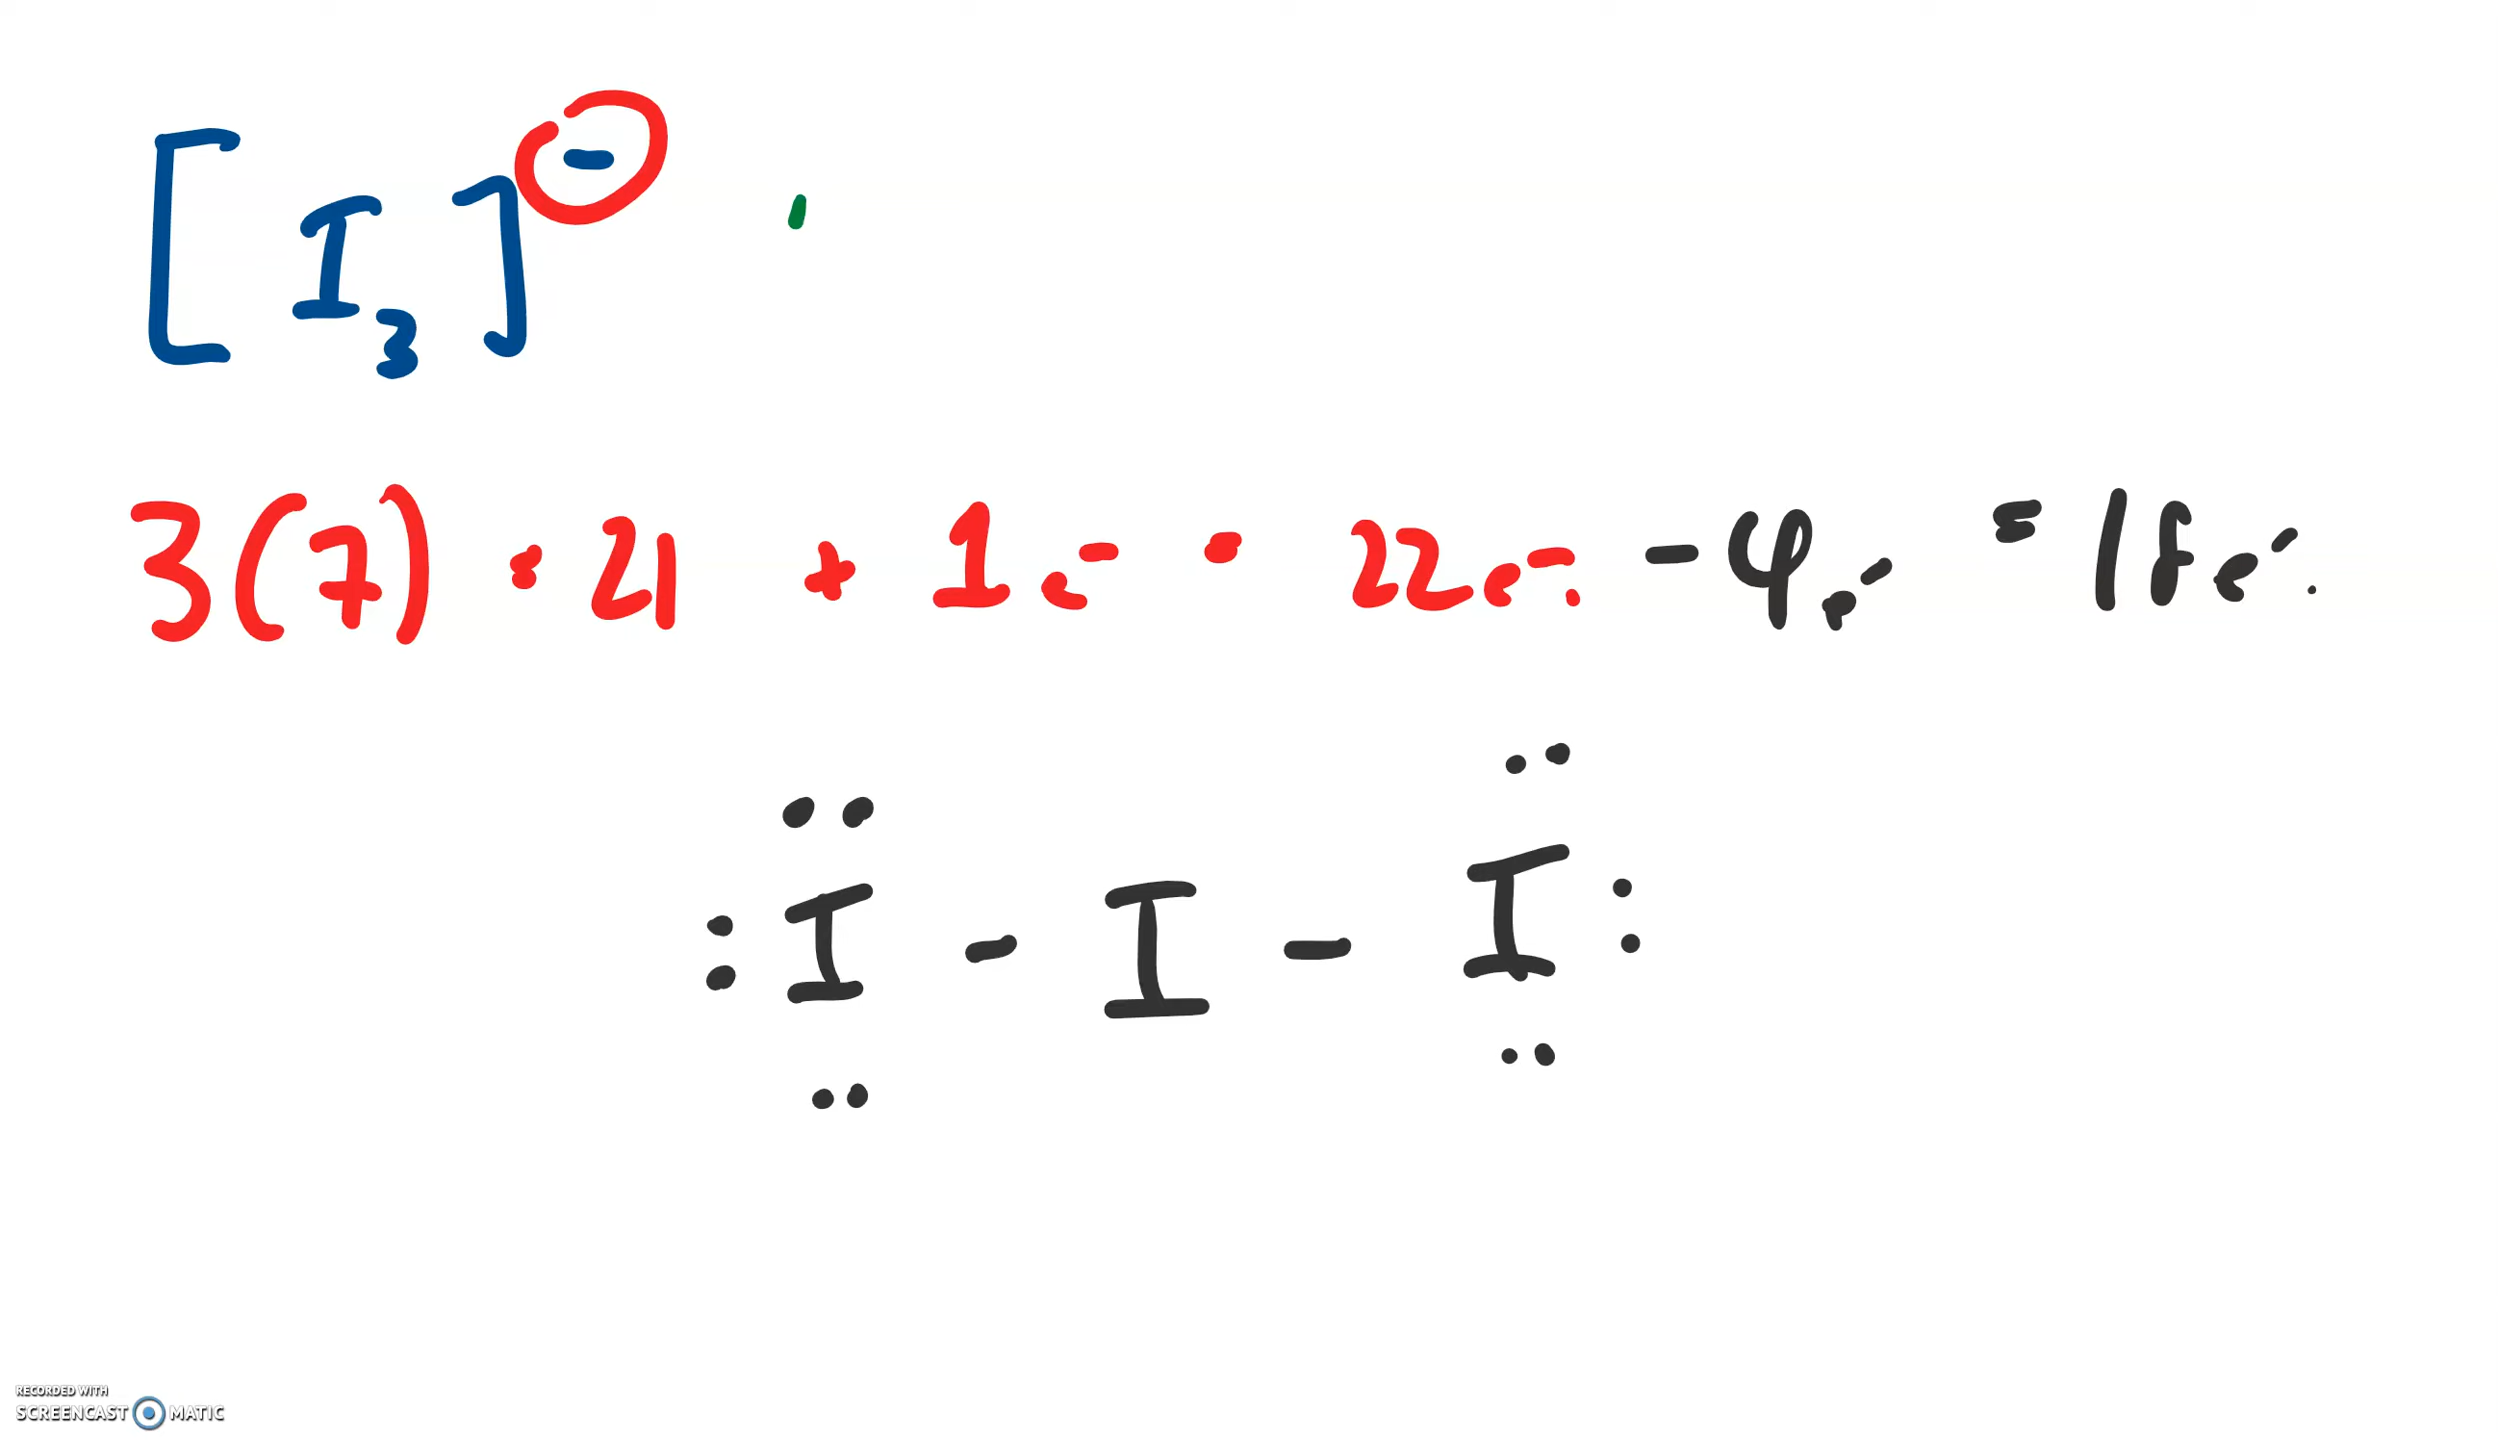 [I₃]⁻
3(7) = 21 + 1e⁻ = 22e⁻ - 4e⁻ = 18e⁻
:I - I - I:
RECORDED WITH
SCREENCAST MATIC